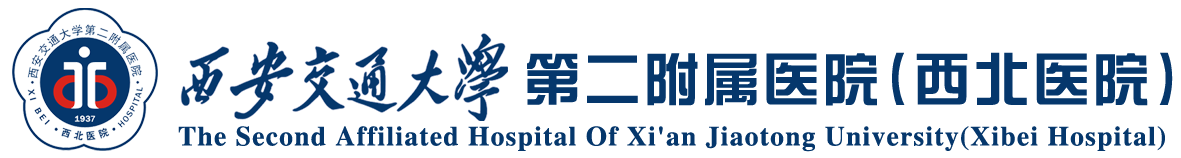 ·西安交通大学第二附属医院·
1937
XI BEI·西北医院·HOSPITAL
西安交通大學 第二附属医院(西北医院)
The Second Affiliated Hospital Of Xi'an Jiaotong University(Xibei Hospital)